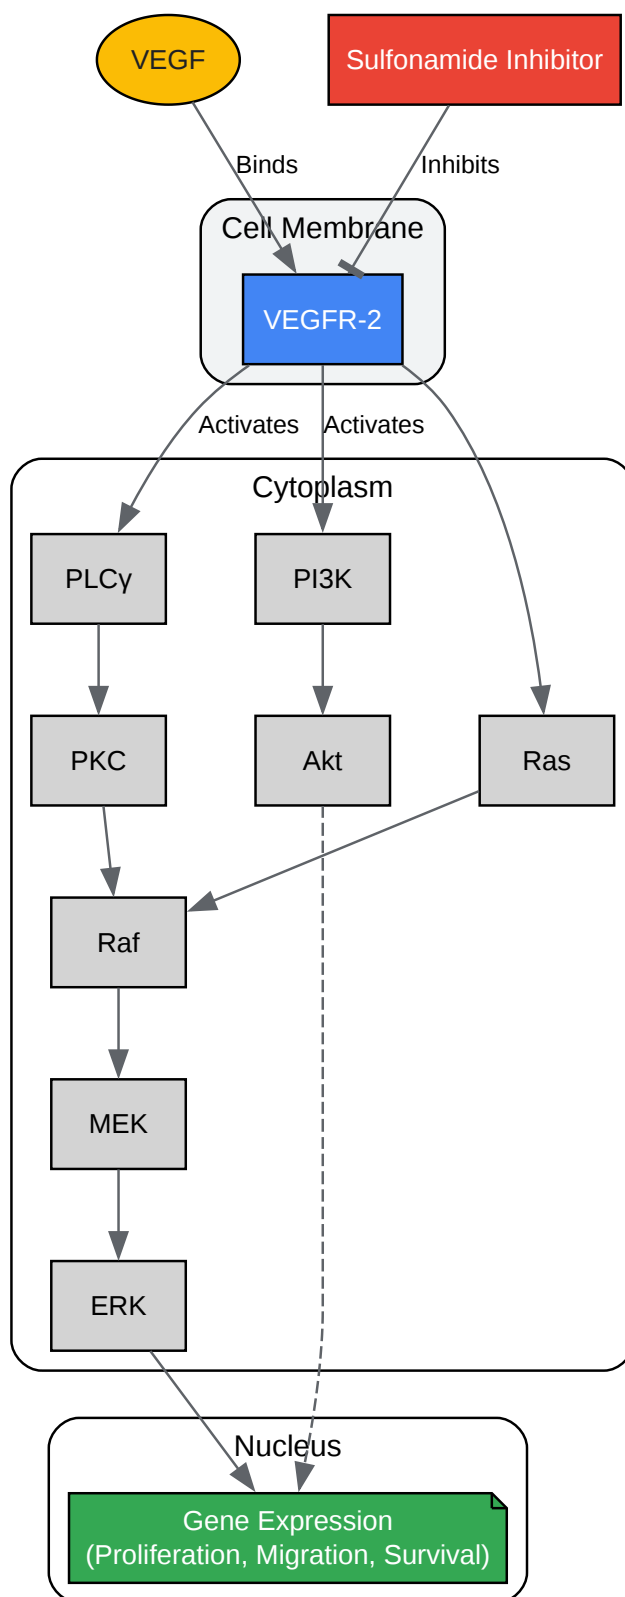 VEGF
Sulfonamide Inhibitor
Binds
Inhibits
Cell Membrane
VEGFR-2
Activates
Activates
Cytoplasm
PLCγ
PI3K
PKC
Akt
Ras
Raf
MEK
ERK
Nucleus
Gene Expression
(Proliferation, Migration, Survival)